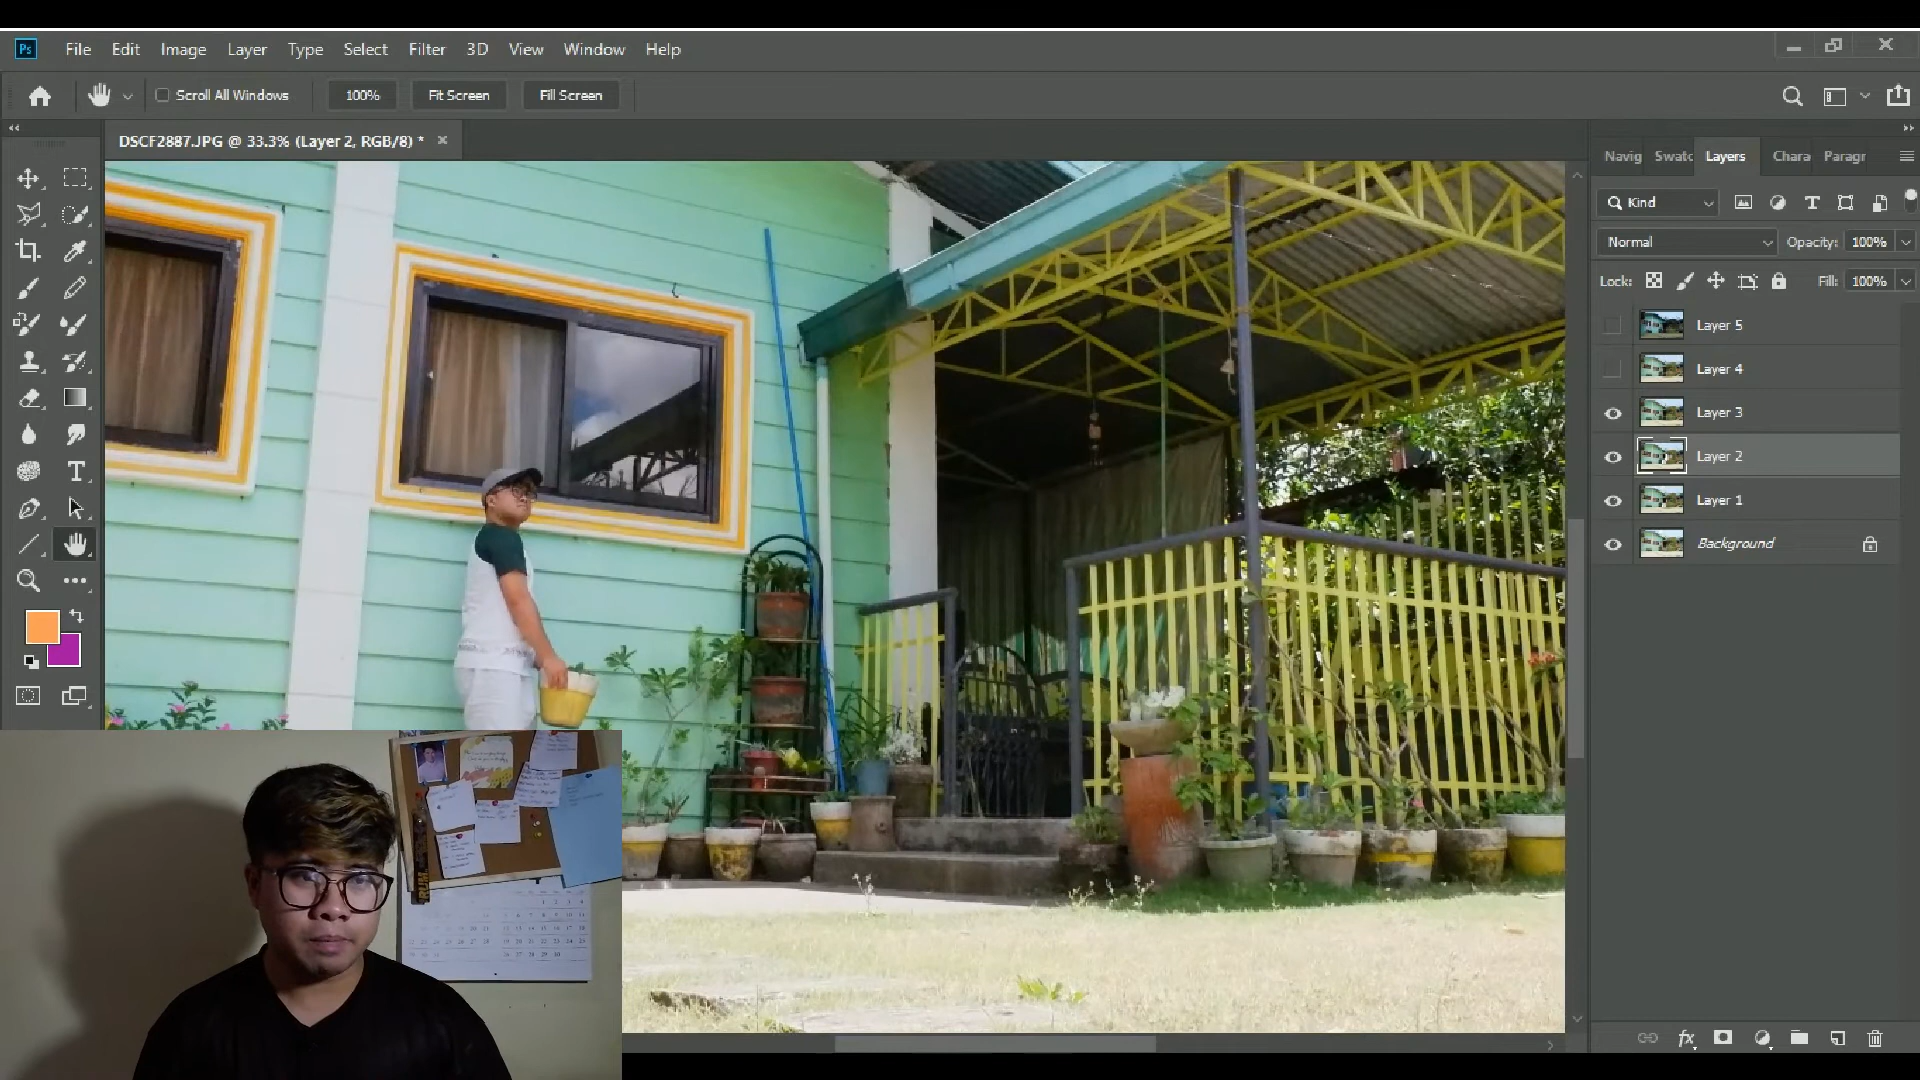 Ps File Edit Image Layer Type Select Filter 3D View Window Help
Scroll All Windows 100% Fit Screen Fill Screen
DSCF2887.JPG @ 33.3% (Layer 2, RGB/8) *
Navig Swatc Layers Chara Paragr
Kind
Normal Opacity: 100%
Lock: Fill: 100%
Layer 5
Layer 4
Layer 3
Layer 2
Layer 1
Background
fx